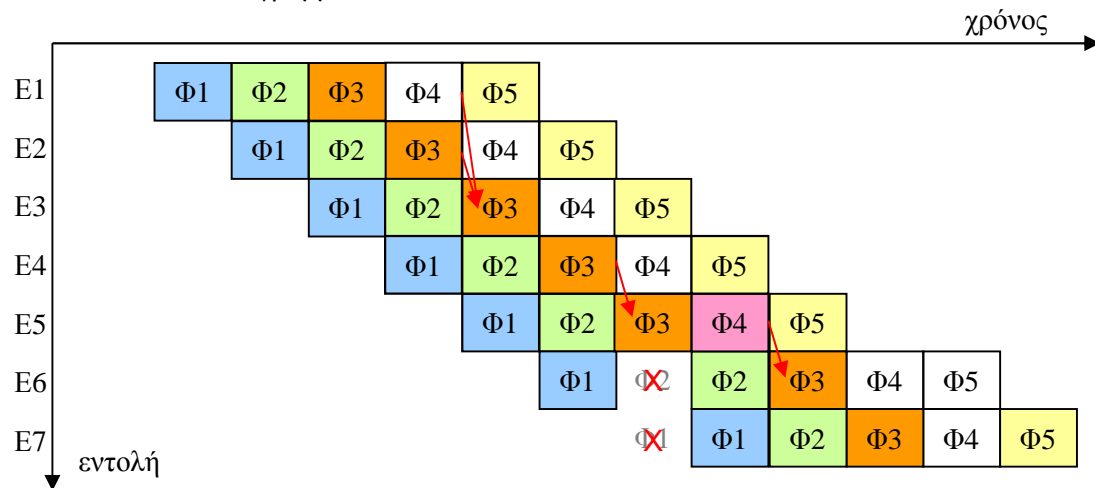 χρόνος
E1 Φ1 Φ2 Φ3 Φ4 Φ5
E2 Φ1 Φ2 Φ3 Φ4 Φ5
E3 Φ1 Φ2 Φ3 Φ4 Φ5
E4 Φ1 Φ2 Φ3 Φ4 Φ5
E5 Φ1 Φ2 Φ3 Φ4 Φ5
E6 Φ1 Φ2 Φ2 Φ3 Φ4 Φ5
E7 Φ1 Φ1 Φ2 Φ3 Φ4 Φ5
εντολή